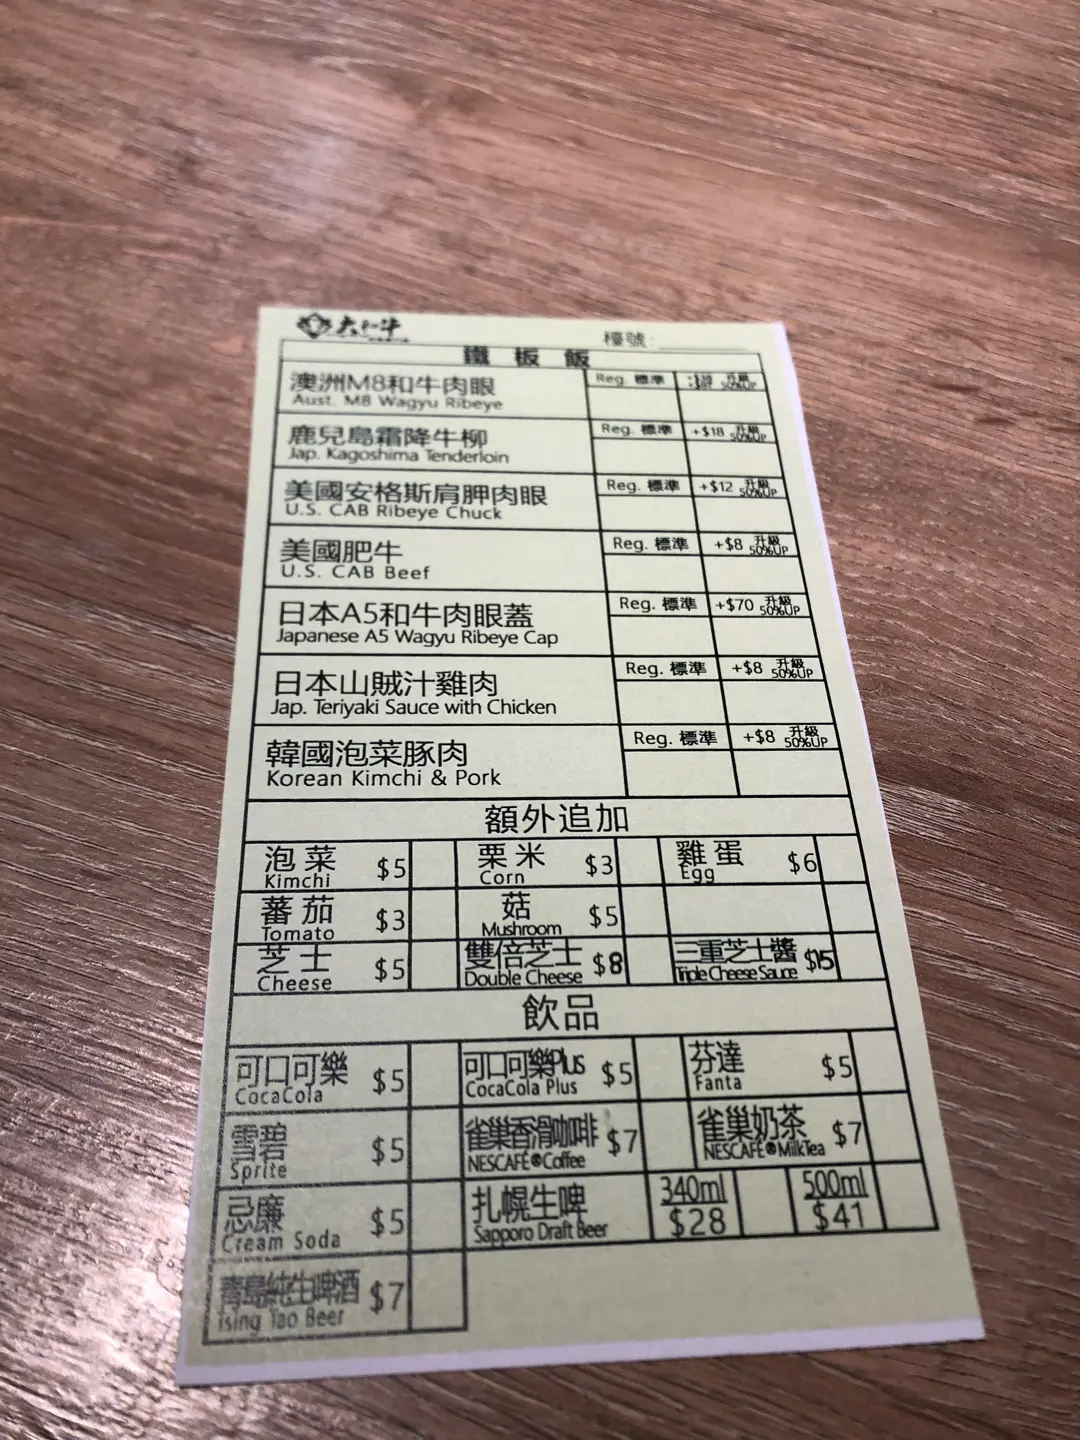 大和牛
檯號:
鐵板飯
澳洲M8和牛肉眼 Reg. 標準 升級
Aust. M8 Wagyu Ribeye 50%UP
鹿兒島霜降牛柳 Reg. 標準 +$18 升級
Jap. Kagoshima Tenderloin 50%UP
美國安格斯肩胛肉眼 Reg. 標準 +$12 升級
U.S. CAB Ribeye Chuck 50%UP
美國肥牛 Reg. 標準 +$8 升級
U.S. CAB Beef 50%UP
日本A5和牛肉眼蓋 Reg. 標準 +$70 升級
Japanese A5 Wagyu Ribeye Cap 50%UP
日本山賊汁雞肉 Reg. 標準 +$8 升級
Jap. Teriyaki Sauce with Chicken 50%UP
韓國泡菜豚肉 Reg. 標準 +$8 升級
Korean Kimchi & Pork 50%UP
額外追加
泡菜 $5 粟米 $3 雞蛋 $6
Kimchi Corn Egg
蕃茄 $3 菇 $5
Tomato Mushroom
芝士 $5 雙倍芝士 $8 三重芝士醬 $15
Cheese Double Cheese Triple Cheese Sauce
飲品
可口可樂 $5 可口可樂Plus $5 芬達 $5
CocaCola CocaCola Plus Fanta
雪碧 $5 雀巢香滑咖啡 $7 雀巢奶茶 $7
Sprite NESCAFÉ®Coffee NESCAFÉ®MilkTea
忌廉 $5 扎幌生啤 340ml 500ml
Cream Soda Sapporo Draft Beer $28 $41
青島純生啤酒 $7
Tsing Tao Beer